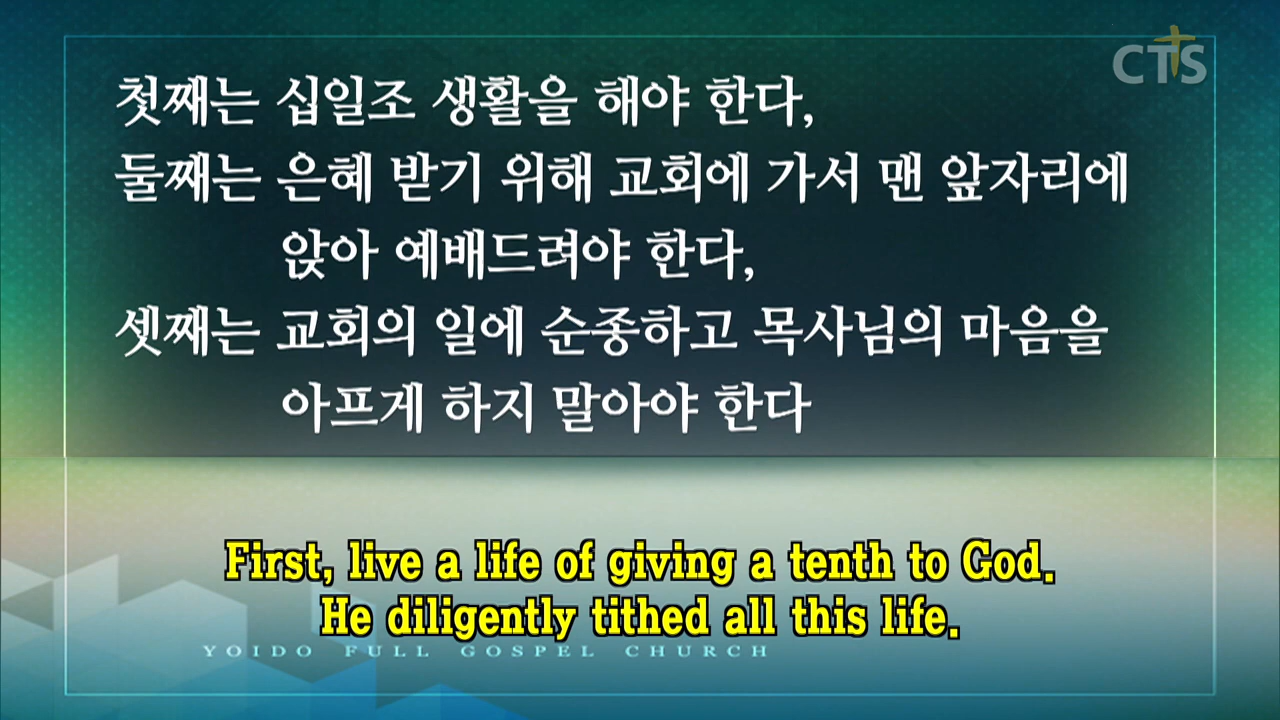 CTS
첫째는 십일조 생활을 해야 한다,
둘째는 은혜 받기 위해 교회에 가서 맨 앞자리에
앉아 예배드려야 한다,
셋째는 교회의 일에 순종하고 목사님의 마음을
아프게 하지 말아야 한다
First, live a life of giving a tenth to God.
He diligently tithed all this life.
YOIDO FULL GOSPEL CHURCH